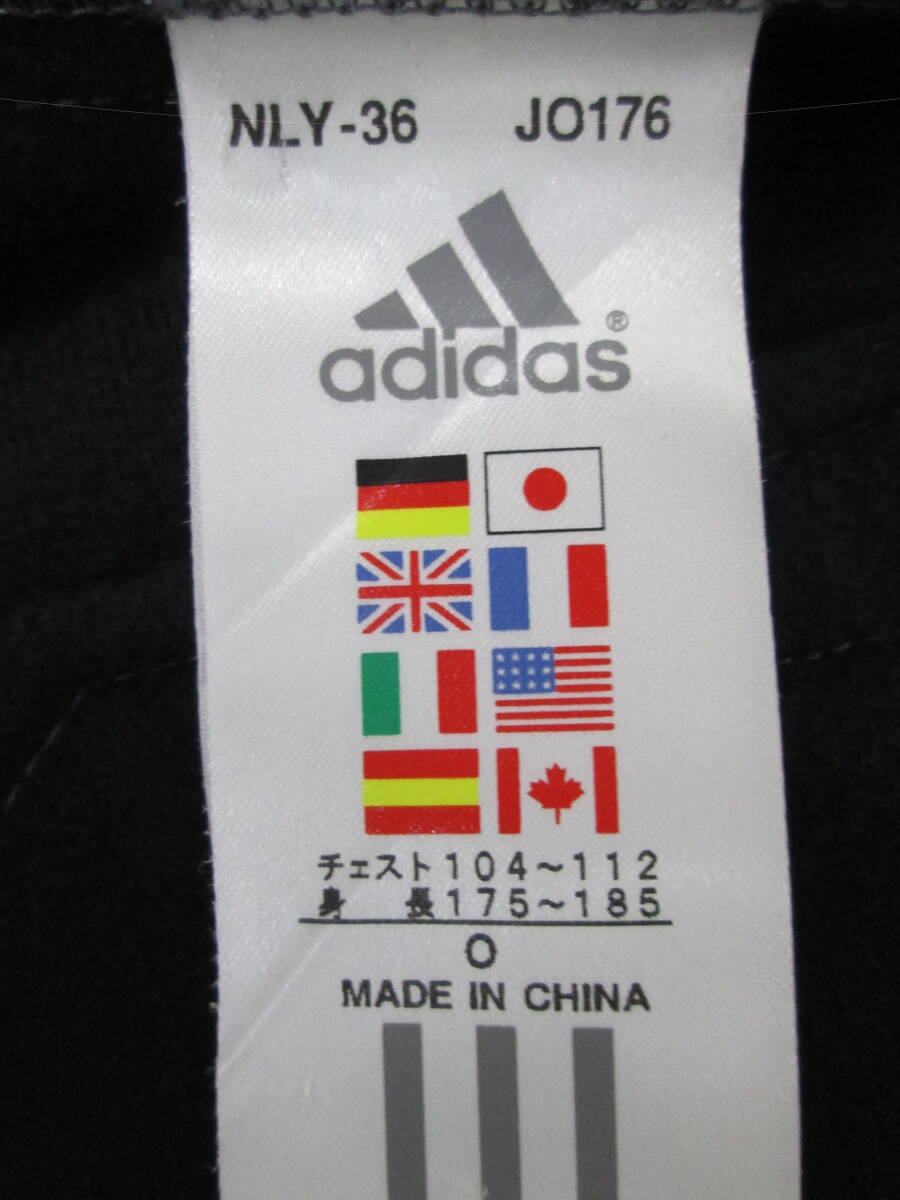 NLY-36 JO176
adidas®
チェスト104～112
身 長175～185
O
MADE IN CHINA